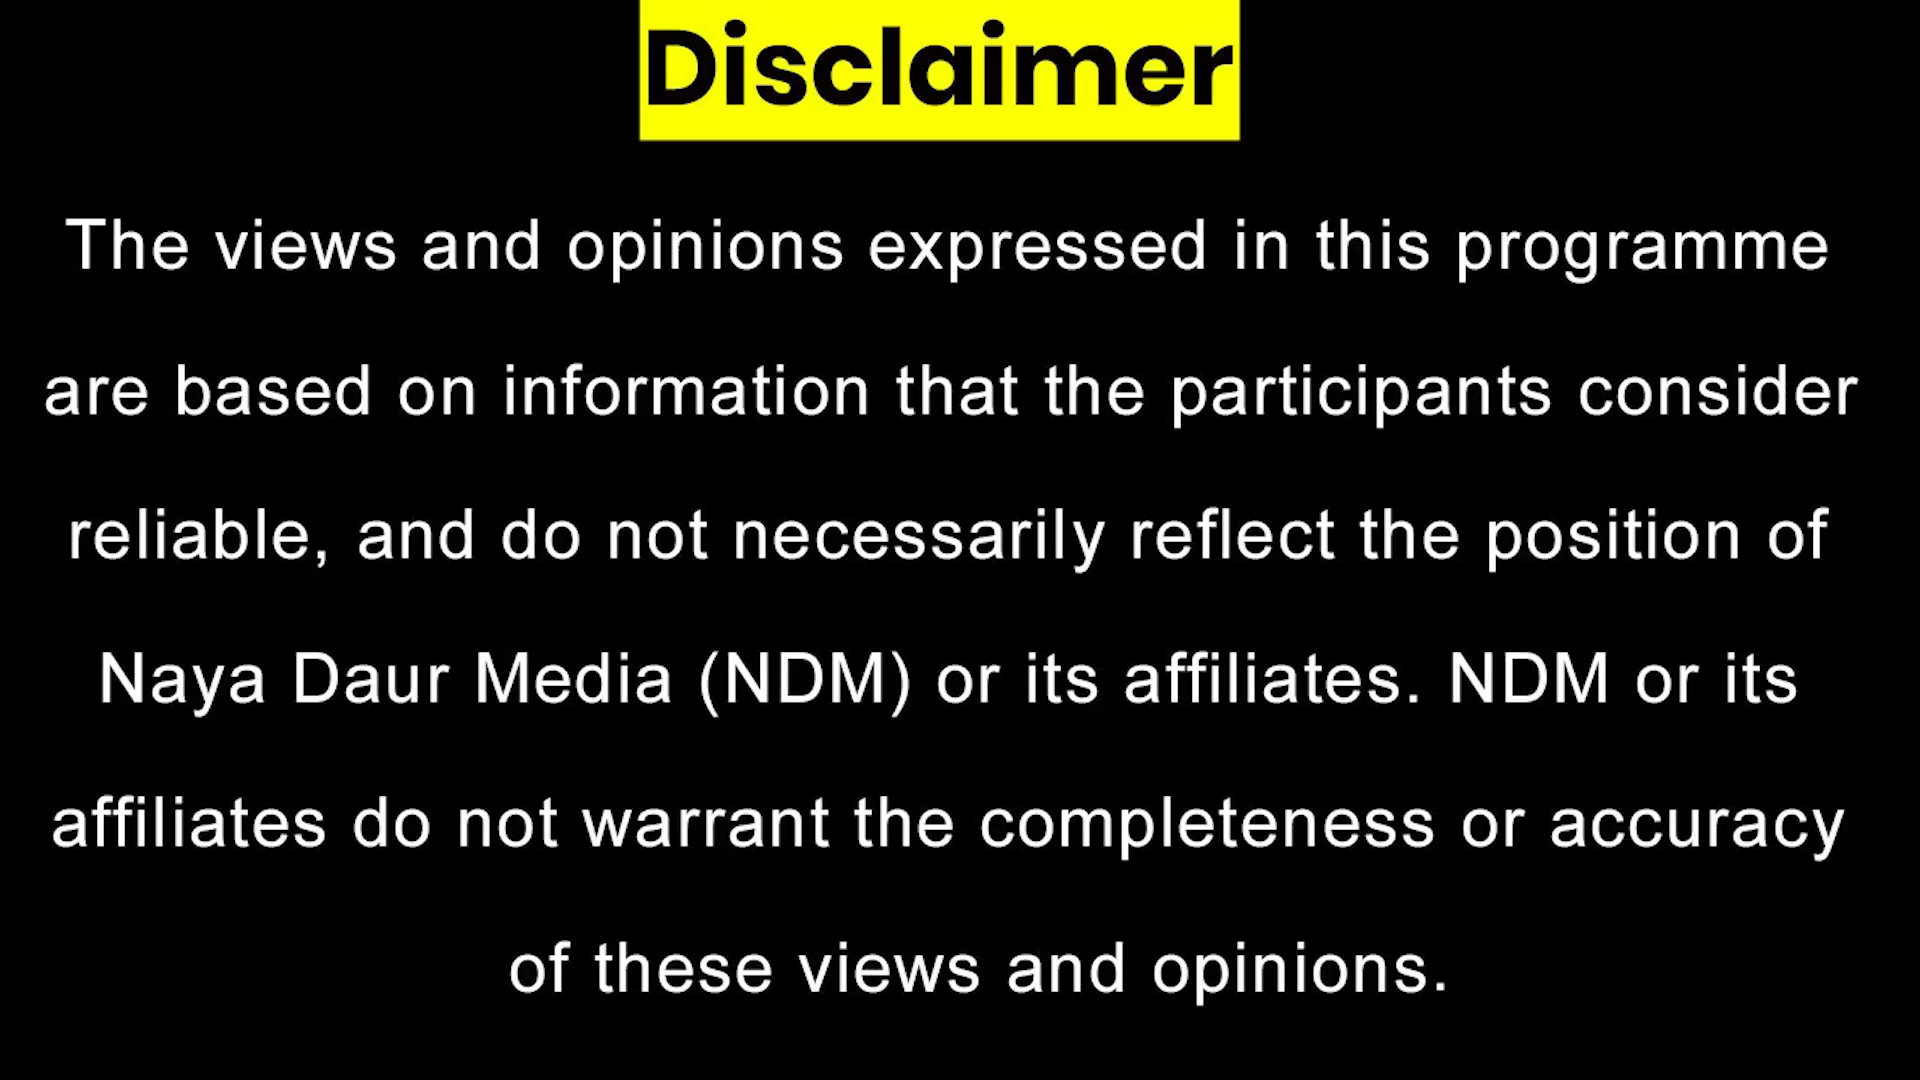 Disclaimer
The views and opinions expressed in this programme
are based on information that the participants consider
reliable, and do not necessarily reflect the position of
Naya Daur Media (NDM) or its affiliates. NDM or its
affiliates do not warrant the completeness or accuracy
of these views and opinions.